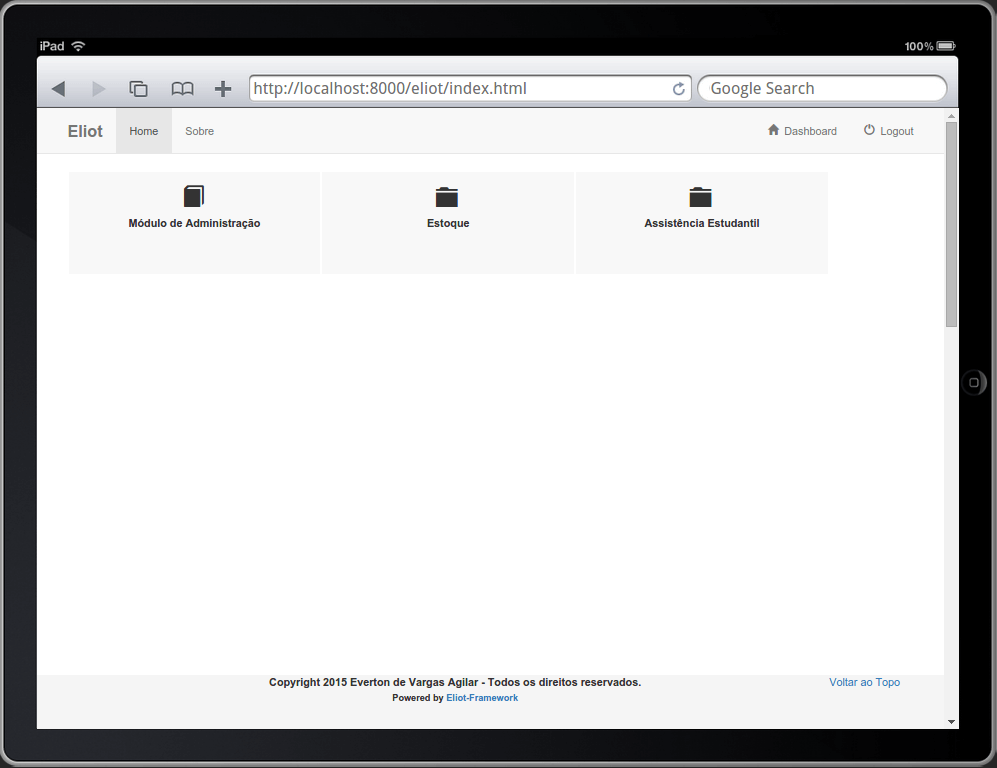 iPad 100%
http://localhost:8000/eliot/index.html Google Search
Eliot Home Sobre Dashboard Logout
Módulo de Administração Estoque Assistência Estudantil
Copyright 2015 Everton de Vargas Agilar - Todos os direitos reservados. Voltar ao Topo
Powered by Eliot-Framework